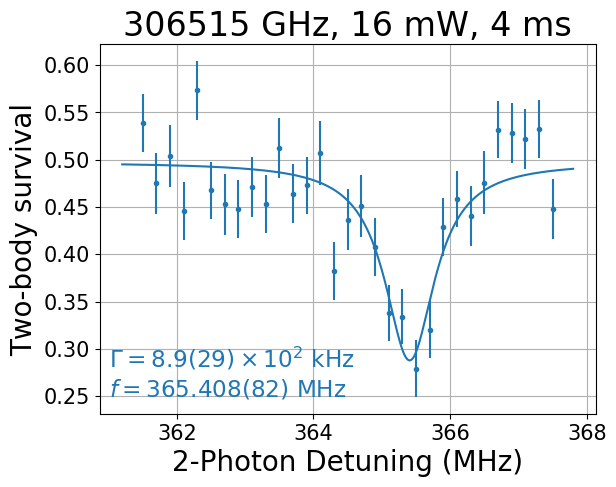 306515 GHz, 16 mW, 4 ms
Two-body survival
0.60
0.55
0.50
0.45
0.40
0.35
0.30
0.25
Γ = 8.9(29) × 10² kHz
f = 365.408(82) MHz
362
364
366
368
2-Photon Detuning (MHz)